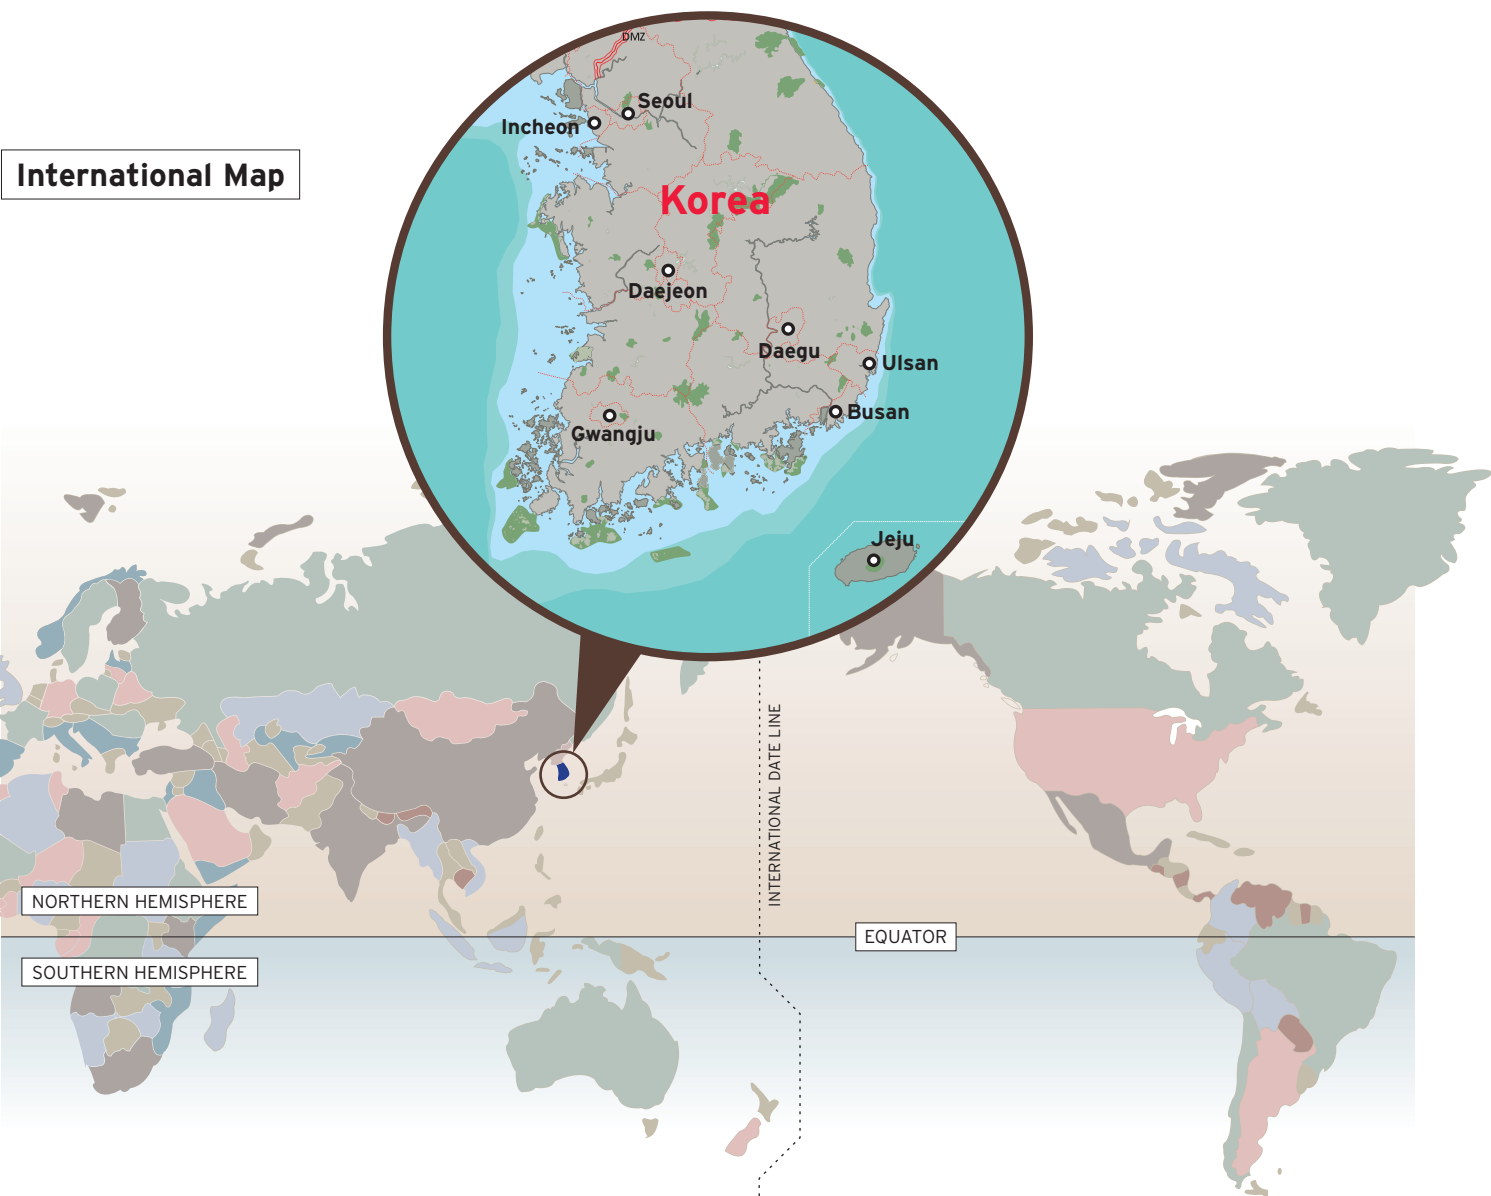 DMZ
Seoul
Incheon
International Map
Korea
Daejeon
Daegu
Ulsan
Busan
Gwangju
Jeju
INTERNATIONAL DATE LINE
NORTHERN HEMISPHERE
EQUATOR
SOUTHERN HEMISPHERE